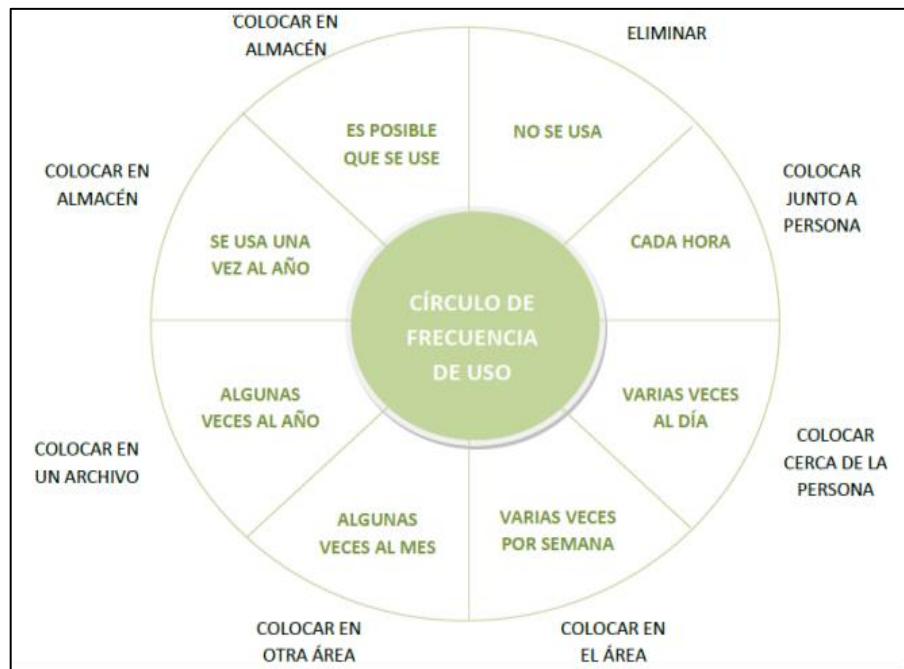 COLOCAR EN
ALMACÉN
ELIMINAR
ES POSIBLE
QUE SE USE
NO SE USA
COLOCAR EN
ALMACÉN
COLOCAR
JUNTO A
PERSONA
SE USA UNA
VEZ AL AÑO
CADA HORA
CÍRCULO DE
FRECUENCIA
DE USO
ALGUNAS
VECES AL AÑO
VARIAS VECES
AL DÍA
COLOCAR EN
UN ARCHIVO
COLOCAR
CERCA DE LA
PERSONA
ALGUNAS
VECES AL MES
VARIAS VECES
POR SEMANA
COLOCAR EN
OTRA ÁREA
COLOCAR EN
EL ÁREA